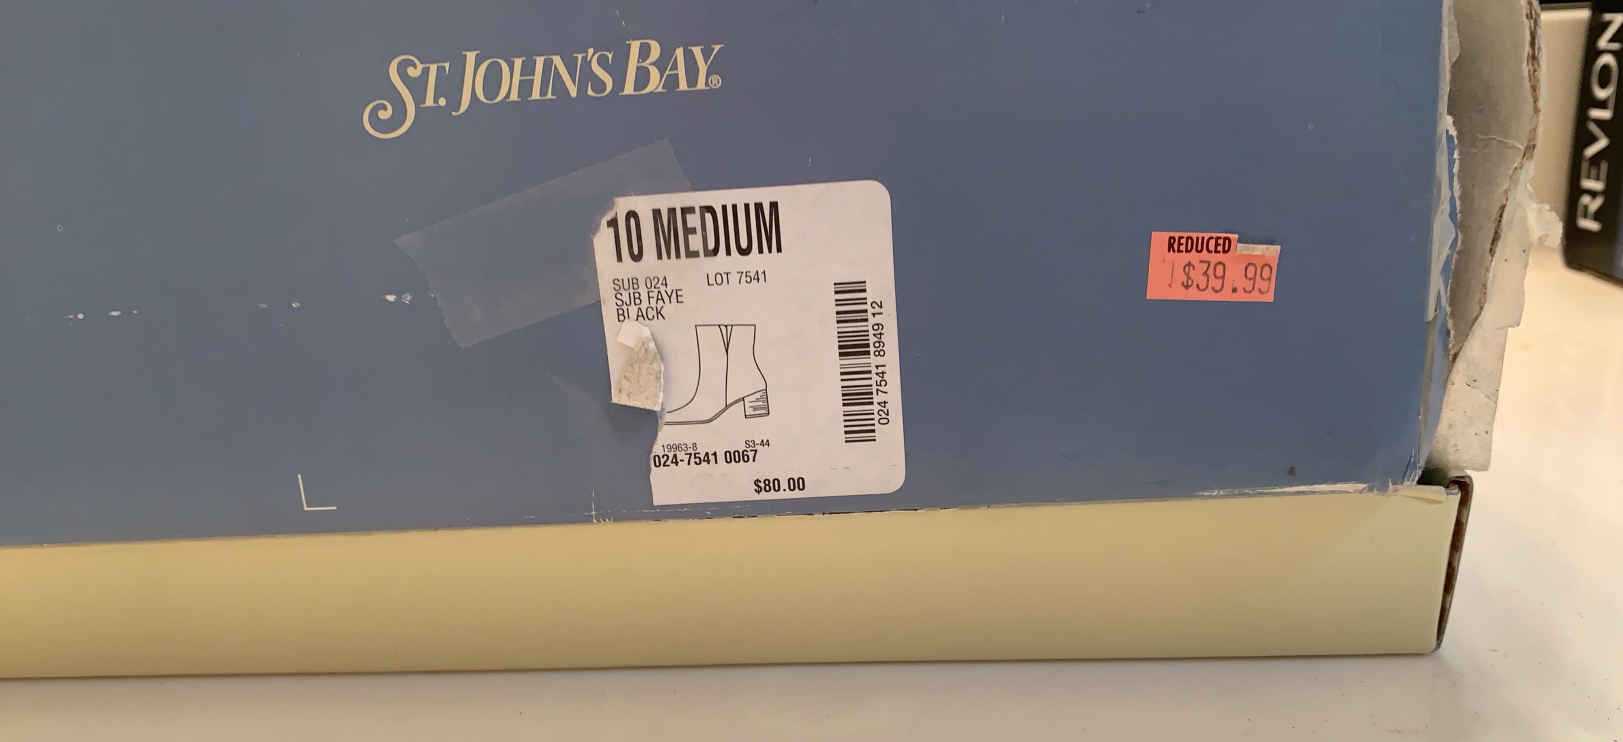 ST. JOHN'S BAY®
10 MEDIUM
SUB 024 LOT 7541
SJB FAYE
BLACK
024 7541 8949 12
19963-8 S3-44
024-7541 0067
$80.00
REDUCED
$39.99
REVLON